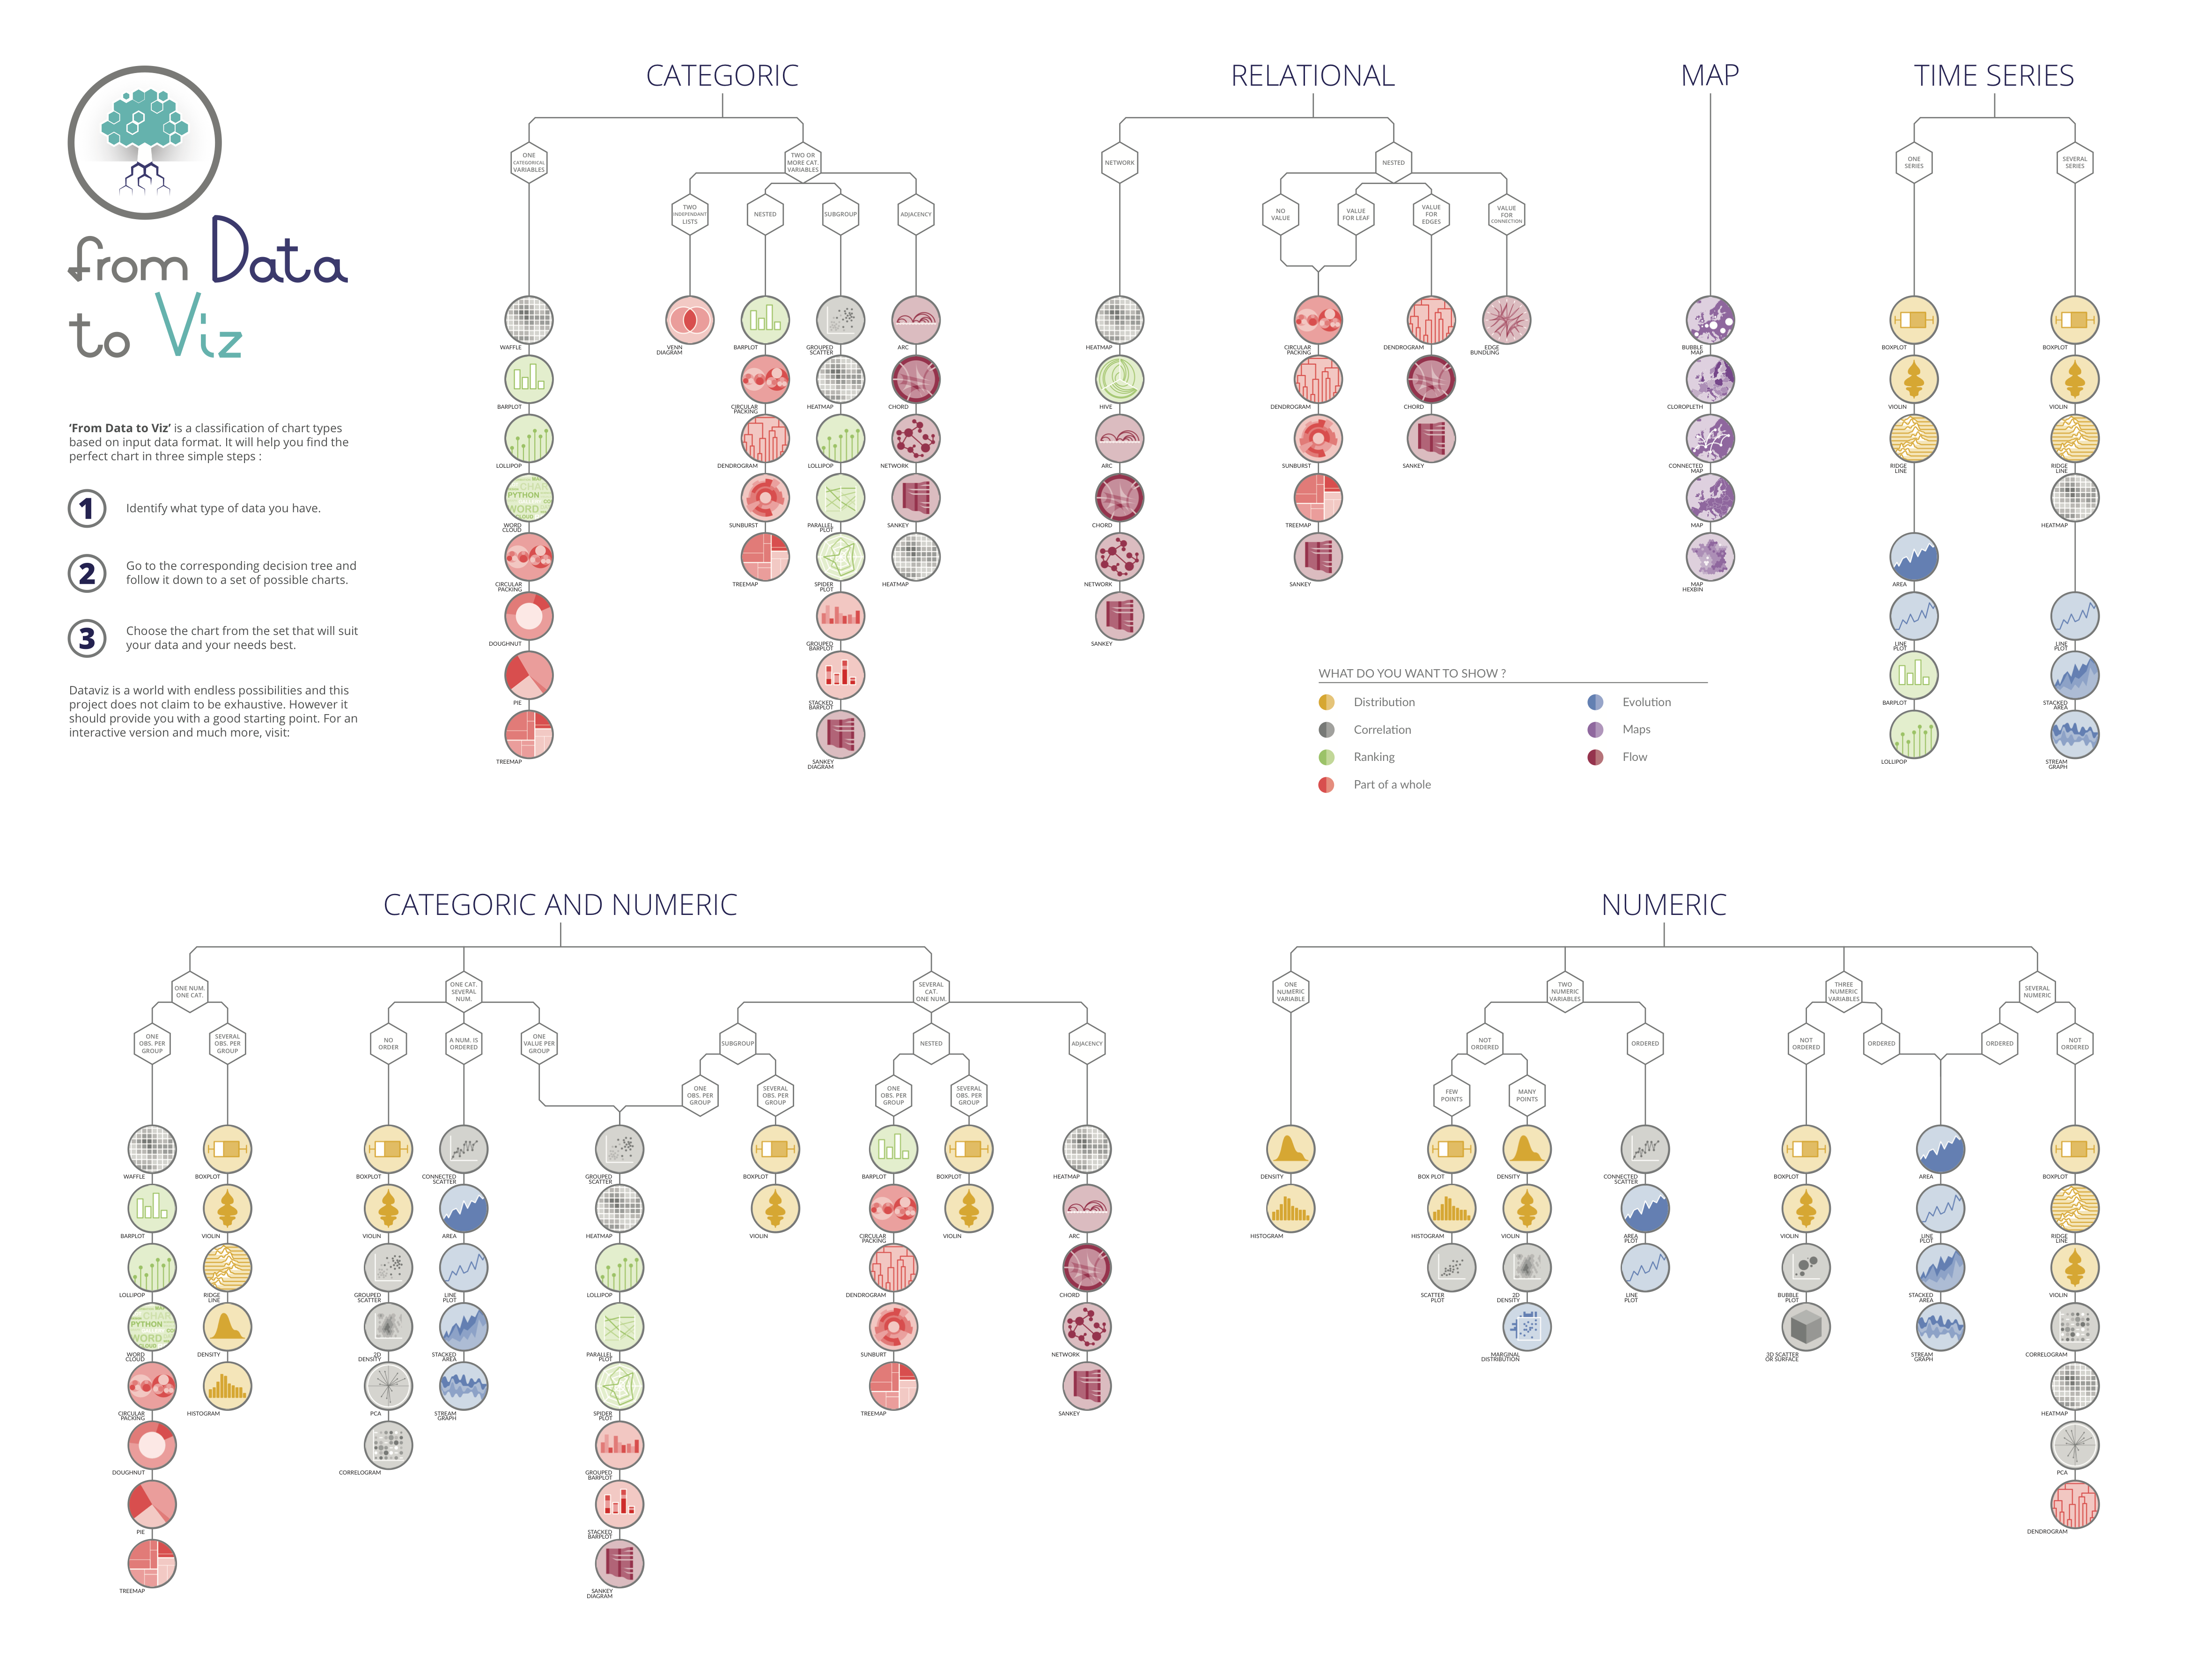 from Data
to Viz
'From Data to Viz' is a classification of chart types
based on input data format. It will help you find the
perfect chart in three simple steps :
1
Identify what type of data you have.
2
Go to the corresponding decision tree and
follow it down to a set of possible charts.
3
Choose the chart from the set that will suit
your data and your needs best.
Dataviz is a world with endless possibilities and this
project does not claim to be exhaustive. However it
should provide you with a good starting point. For an
interactive version and much more, visit:
CATEGORIC
ONE
CATEGORICAL
VARIABLES
WAFFLE
BARPLOT
LOLLIPOP
WORD
CLOUD
CIRCULAR
PACKING
DOUGHNUT
PIE
TREEMAP
TWO OR
MORE CAT.
VARIABLES
TWO
INDEPENDANT
LISTS
VENN
DIAGRAM
NESTED
BARPLOT
CIRCULAR
PACKING
DENDROGRAM
SUNBURST
TREEMAP
SUBGROUP
GROUPED
SCATTER
HEATMAP
LOLLIPOP
PARALLEL
PLOT
SPIDER
PLOT
GROUPED
BARPLOT
STACKED
BARPLOT
SANKEY
DIAGRAM
ADJACENCY
ARC
CHORD
NETWORK
SANKEY
HEATMAP
RELATIONAL
NETWORK
HEATMAP
HIVE
ARC
CHORD
NETWORK
SANKEY
NESTED
NO
VALUE
VALUE
FOR LEAF
CIRCULAR
PACKING
DENDROGRAM
SUNBURST
TREEMAP
SANKEY
VALUE
FOR
EDGES
DENDROGRAM
CHORD
SANKEY
VALUE
FOR
CONNECTION
EDGE
BUNDLING
MAP
BUBBLE
MAP
CLOROPLETH
CONNECTED
MAP
MAP
MAP
HEXBIN
TIME SERIES
ONE
SERIES
BOXPLOT
VIOLIN
RIDGE
LINE
AREA
LINE
PLOT
BARPLOT
LOLLIPOP
SEVERAL
SERIES
BOXPLOT
VIOLIN
RIDGE
LINE
HEATMAP
LINE
PLOT
STACKED
AREA
STREAM
GRAPH
WHAT DO YOU WANT TO SHOW ?
Distribution
Correlation
Ranking
Part of a whole
Evolution
Maps
Flow
CATEGORIC AND NUMERIC
ONE NUM.
ONE CAT.
ONE
OBS. PER
GROUP
WAFFLE
BARPLOT
LOLLIPOP
WORD
CLOUD
CIRCULAR
PACKING
DOUGHNUT
PIE
TREEMAP
SEVERAL
OBS. PER
GROUP
BOXPLOT
VIOLIN
RIDGE
LINE
DENSITY
HISTOGRAM
ONE CAT.
SEVERAL
NUM.
NO
ORDER
BOXPLOT
VIOLIN
GROUPED
SCATTER
2D
DENSITY
PCA
CORRELOGRAM
A NUM. IS
ORDERED
CONNECTED
SCATTER
AREA
LINE
PLOT
STACKED
AREA
STREAM
GRAPH
ONE
VALUE PER
GROUP
GROUPED
SCATTER
HEATMAP
LOLLIPOP
PARALLEL
PLOT
SPIDER
PLOT
GROUPED
BARPLOT
STACKED
BARPLOT
SANKEY
DIAGRAM
SEVERAL
CAT.
ONE NUM.
SUBGROUP
ONE
OBS. PER
GROUP
SEVERAL
OBS. PER
GROUP
BOXPLOT
VIOLIN
NESTED
ONE
OBS. PER
GROUP
BARPLOT
CIRCULAR
PACKING
DENDROGRAM
SUNBURT
TREEMAP
SEVERAL
OBS. PER
GROUP
BOXPLOT
VIOLIN
ADJACENCY
HEATMAP
ARC
CHORD
NETWORK
SANKEY
NUMERIC
ONE
NUMERIC
VARIABLE
DENSITY
HISTOGRAM
TWO
NUMERIC
VARIABLES
NOT
ORDERED
FEW
POINTS
BOX PLOT
HISTOGRAM
SCATTER
PLOT
MANY
POINTS
DENSITY
VIOLIN
2D
DENSITY
MARGINAL
DISTRIBUTION
ORDERED
CONNECTED
SCATTER
AREA
PLOT
LINE
PLOT
THREE
NUMERIC
VARIABLES
NOT
ORDERED
BOXPLOT
VIOLIN
BUBBLE
PLOT
3D SCATTER
OR SURFACE
ORDERED
SEVERAL
NUMERIC
ORDERED
AREA
LINE
PLOT
STACKED
AREA
STREAM
GRAPH
NOT
ORDERED
BOXPLOT
RIDGE
LINE
VIOLIN
CORRELOGRAM
HEATMAP
PCA
DENDROGRAM